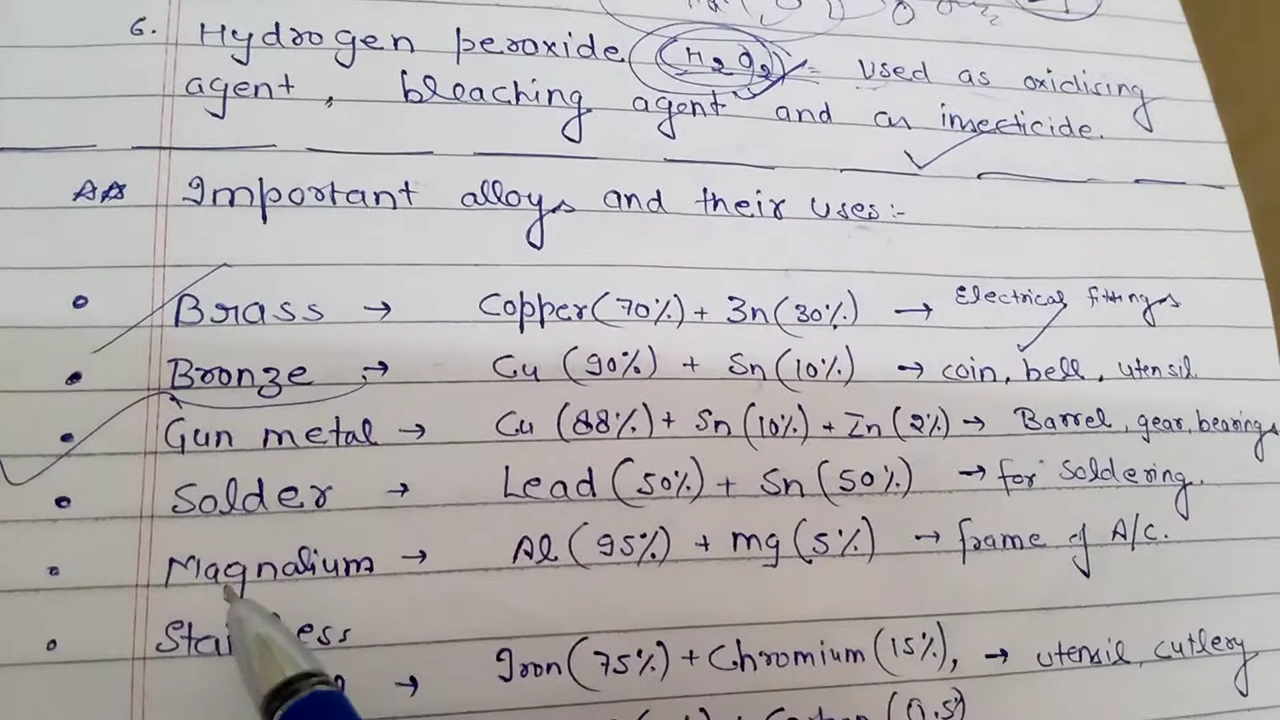 6. Hydrogen peroxide (H2O2) = used as oxidising
agent, bleaching agent and as insecticide.
Important alloys and their uses:-
• Brass → Copper (70%) + Zn (30%) → Electrical fittings
• Bronze → Cu (90%) + Sn (10%) → coin, bell, utensil
• Gun metal → Cu (88%) + Sn (10%) + Zn (2%) → Barrel, gear, bearings
• Solder → Lead (50%) + Sn (50%) → for soldering.
• Magnalium → Al (95%) + mg (5%) → frame of A/C.
• Iron (75%) + Chromium (15%), → utensil, cutlery
→